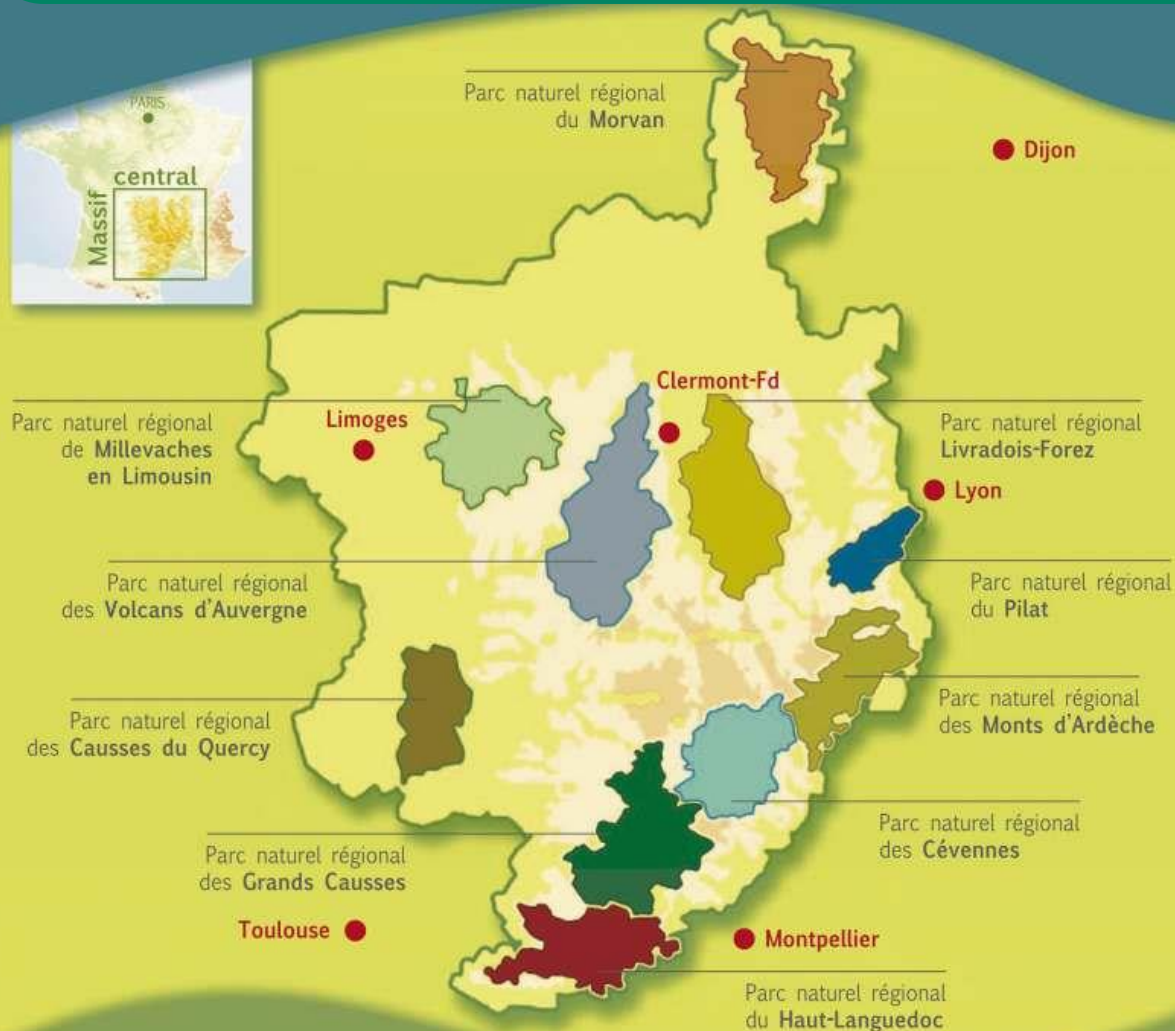 PARIS
Massif
central
Parc naturel régional
du Morvan
Dijon
Clermont-Fd
Limoges
Parc naturel régional
de Millevaches
en Limousin
Parc naturel régional
Livradois-Forez
Lyon
Parc naturel régional
des Volcans d'Auvergne
Parc naturel régional
du Pilat
Parc naturel régional
des Causses du Quercy
Parc naturel régional
des Monts d'Ardèche
Parc naturel régional
des Cévennes
Parc naturel régional
des Grands Causses
Toulouse
Montpellier
Parc naturel régional
du Haut-Languedoc